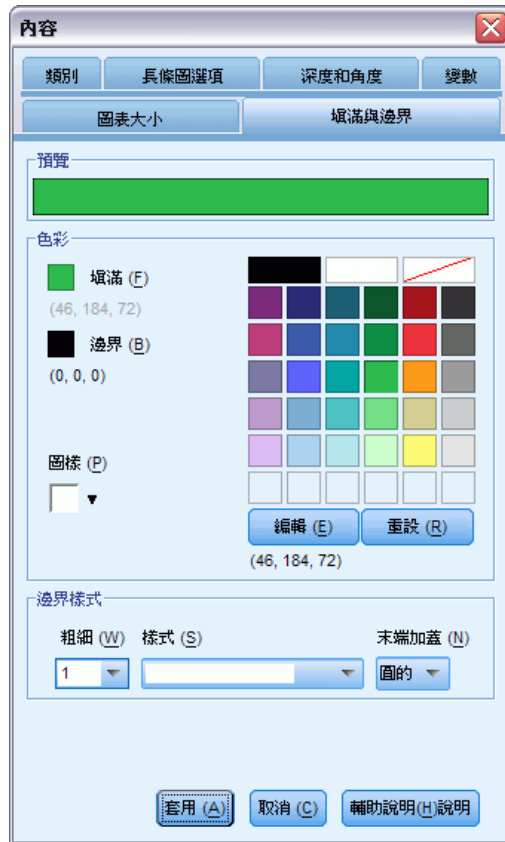 內容
類別 長條圖選項 深度和角度 變數
圖表大小 填滿與邊界
預覽
色彩
填滿 (F)
(46, 184, 72)
邊界 (B)
(0, 0, 0)
圖樣 (P)
編輯 (E) 重設 (R)
(46, 184, 72)
邊界樣式
粗細 (W) 樣式 (S) 末端加蓋 (N)
1 圓的
套用 (A) 取消 (C) 輔助說明(H)說明